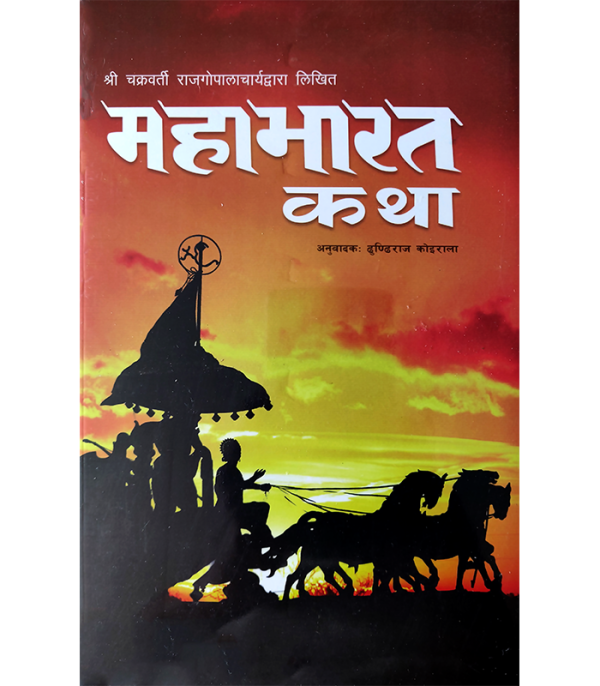 श्री चक्रवर्ती राजगोपालाचार्यद्वारा लिखित
महाभारत
कथा
अनुवादकः ढुण्ढिराज कोइराला